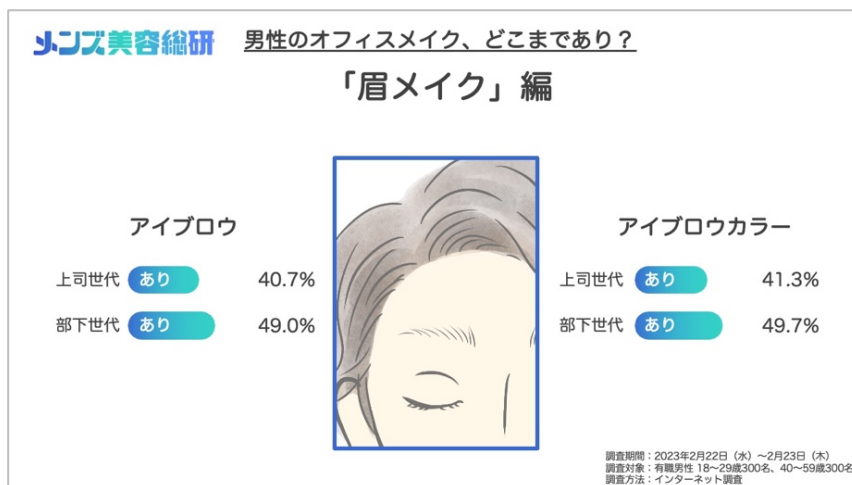 メンズ美容総研
男性のオフィスメイク、どこまであり？
「眉メイク」編
アイブロウ
上司世代 あり 40.7%
部下世代 あり 49.0%
アイブロウカラー
上司世代 あり 41.3%
部下世代 あり 49.7%
調査期間：2023年2月22日（水）〜2月23日（木）
調査対象：有職男性 18〜29歳300名、40〜59歳300名
調査方法：インターネット調査